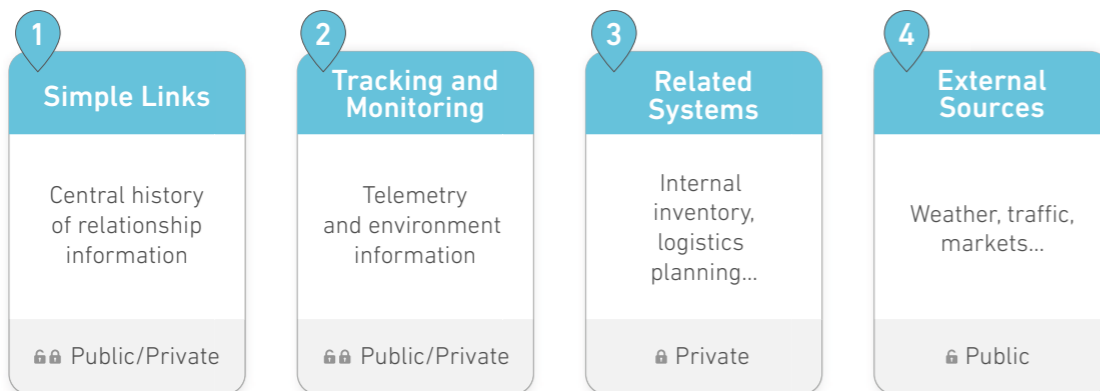 1
Simple Links
Central history
of relationship
information
Public/Private
2
Tracking and
Monitoring
Telemetry
and environment
information
Public/Private
3
Related
Systems
Internal
inventory,
logistics
planning...
Private
4
External
Sources
Weather, traffic,
markets...
Public